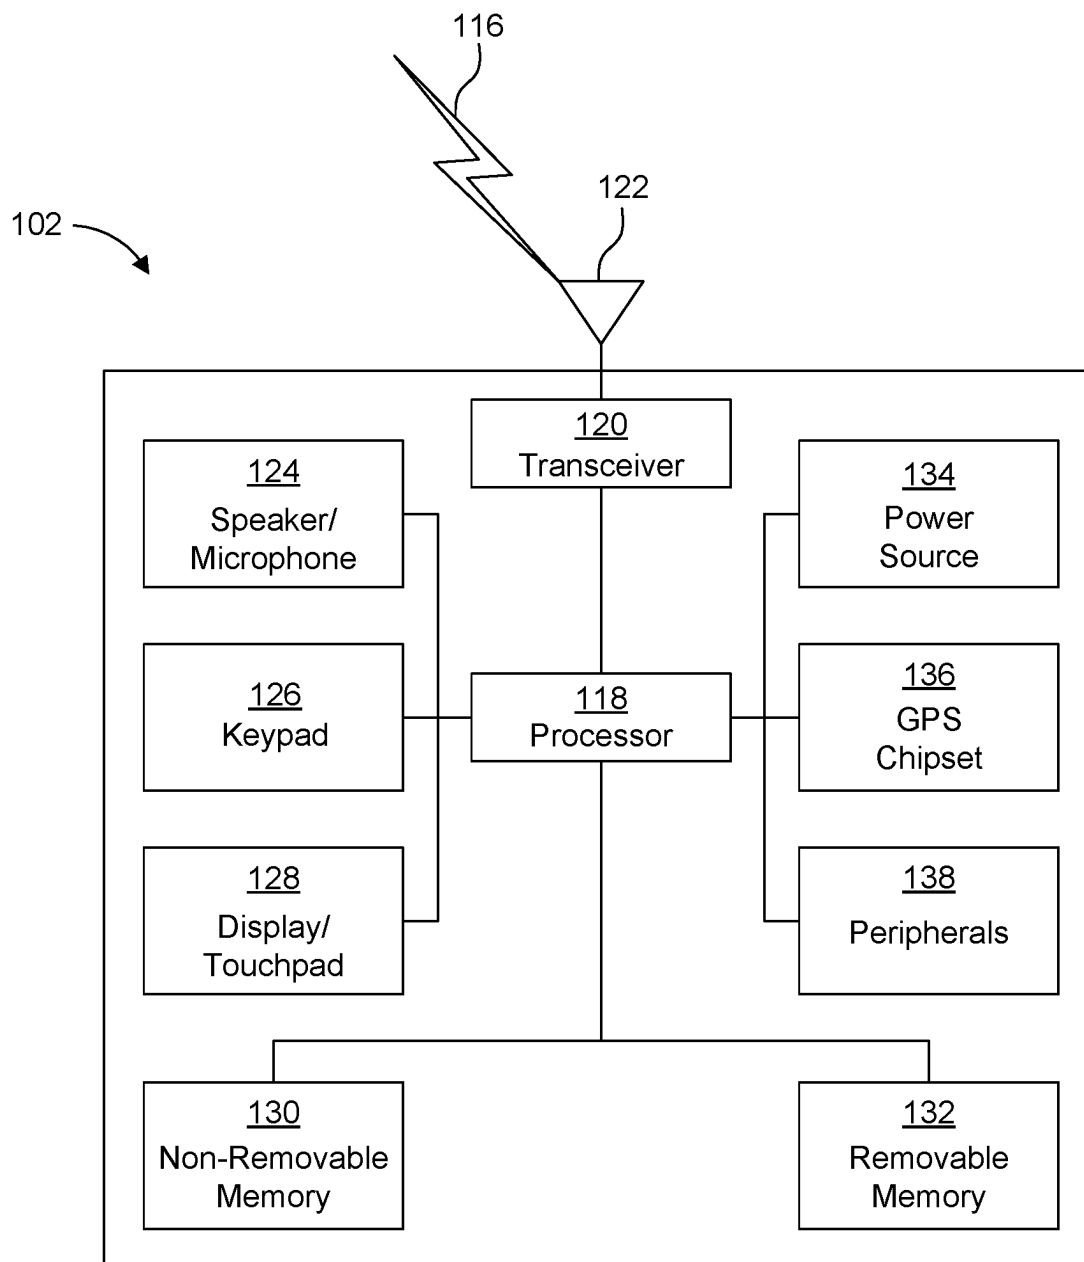 116
122
102
120
Transceiver
124
Speaker/
Microphone
134
Power
Source
126
Keypad
118
Processor
136
GPS
Chipset
128
Display/
Touchpad
138
Peripherals
130
Non-Removable
Memory
132
Removable
Memory